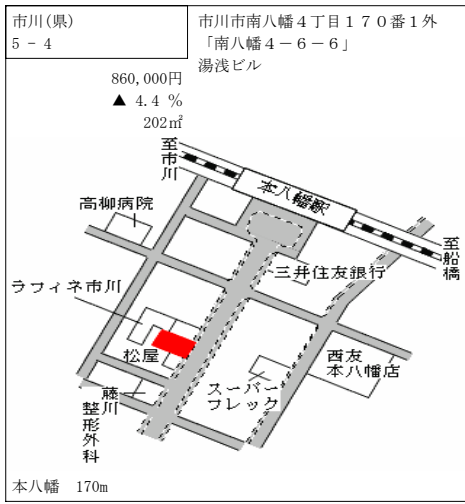 市川(県)
5 - 4
市川市南八幡4丁目170番1外
「南八幡4-6-6」
湯浅ビル
860,000円
▲ 4.4 %
202㎡
至市川
本八幡駅
高柳病院
至船橋
三井住友銀行
ラフィネ市川
松屋
西友
本八幡店
スーパー
フレック
藤川
整形外科
本八幡 170m